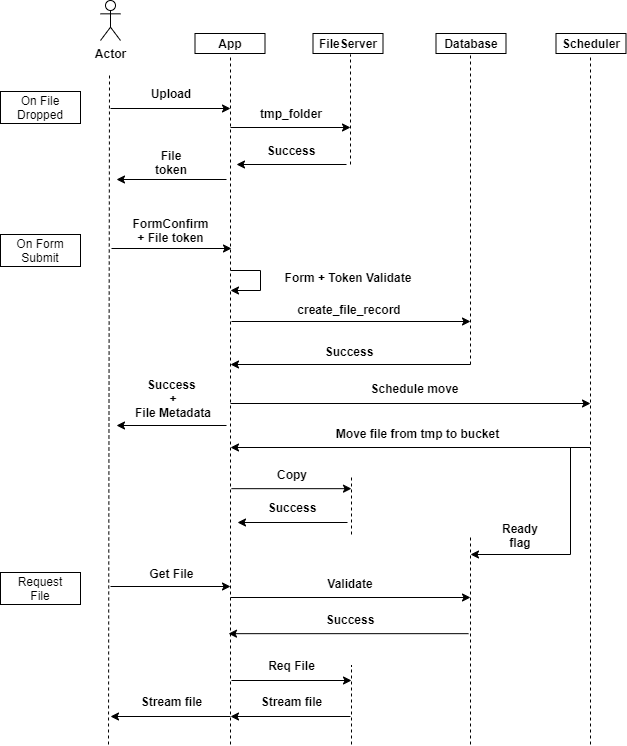 Actor
App
FileServer
Database
Scheduler
On File
Dropped
Upload
tmp_folder
Success
File
token
On Form
Submit
FormConfirm
+ File token
Form + Token Validate
create_file_record
Success
Success
+
File Metadata
Schedule move
Move file from tmp to bucket
Copy
Success
Ready
flag
Request
File
Get File
Validate
Success
Req File
Stream file
Stream file